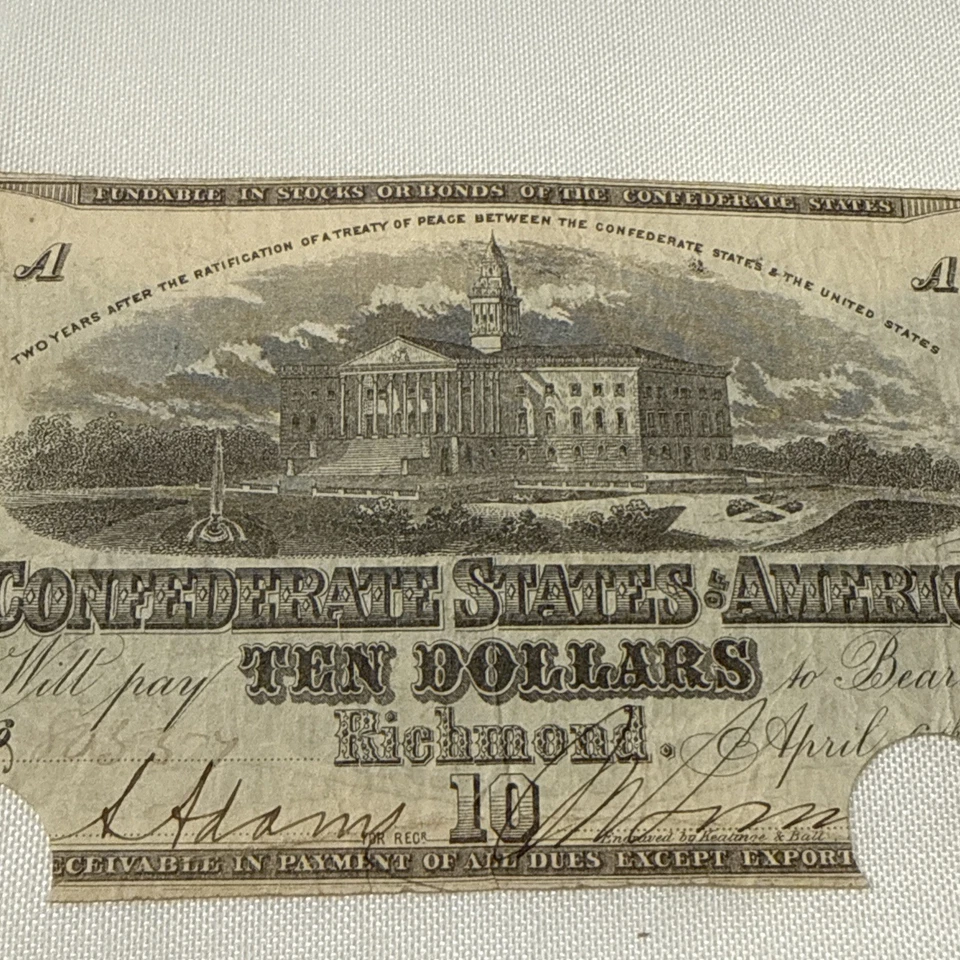 FUNDABLE IN STOCKS OR BONDS OF THE CONFEDERATE STATES
TWO YEARS AFTER THE RATIFICATION OF A TREATY OF PEACE BETWEEN THE CONFEDERATE STATES & THE UNITED STATES
A A
CONFEDERATE STATES OF AMERIC
Will pay TEN DOLLARS to Bear
Richmond. April
S Adams FOR REGR. 10
Engraved by Keatinge & Ball
ECEIVABLE IN PAYMENT OF ALL DUES EXCEPT EXPORT